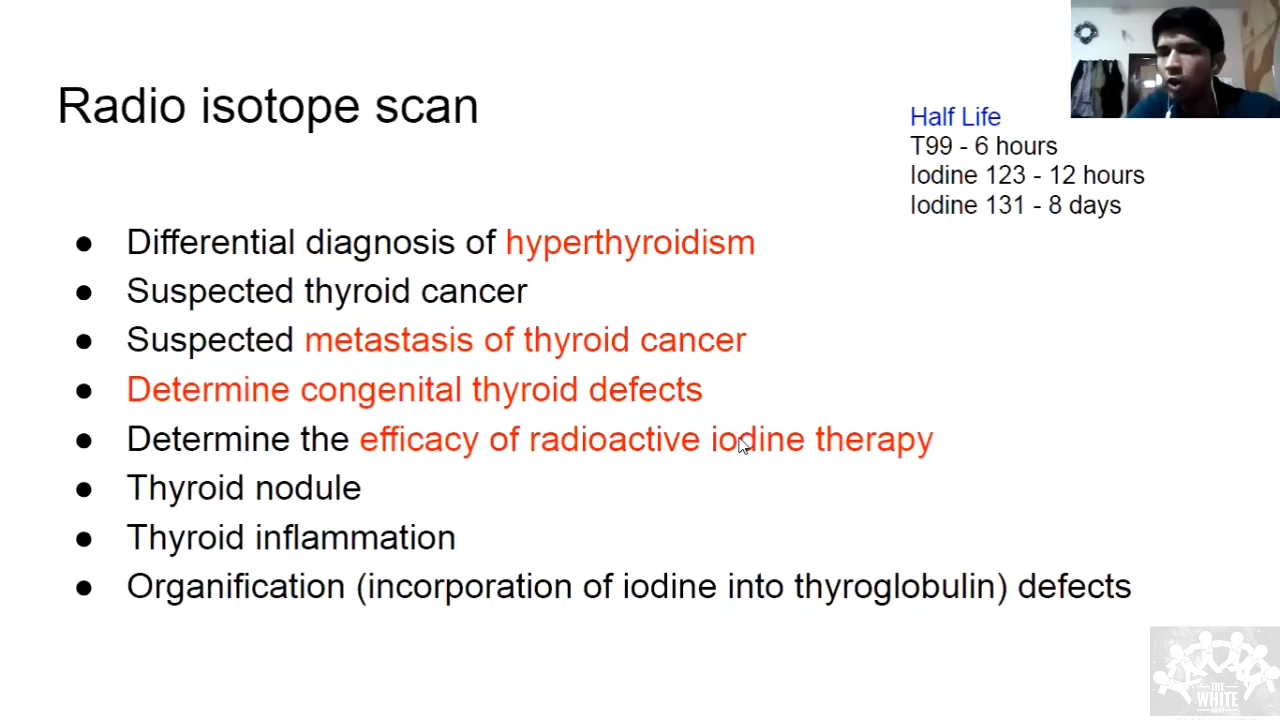 Radio isotope scan
Half Life
T99 - 6 hours
Iodine 123 - 12 hours
Iodine 131 - 8 days
● Differential diagnosis of hyperthyroidism
● Suspected thyroid cancer
● Suspected metastasis of thyroid cancer
● Determine congenital thyroid defects
● Determine the efficacy of radioactive iodine therapy
● Thyroid nodule
● Thyroid inflammation
● Organification (incorporation of iodine into thyroglobulin) defects
THE
WHITE